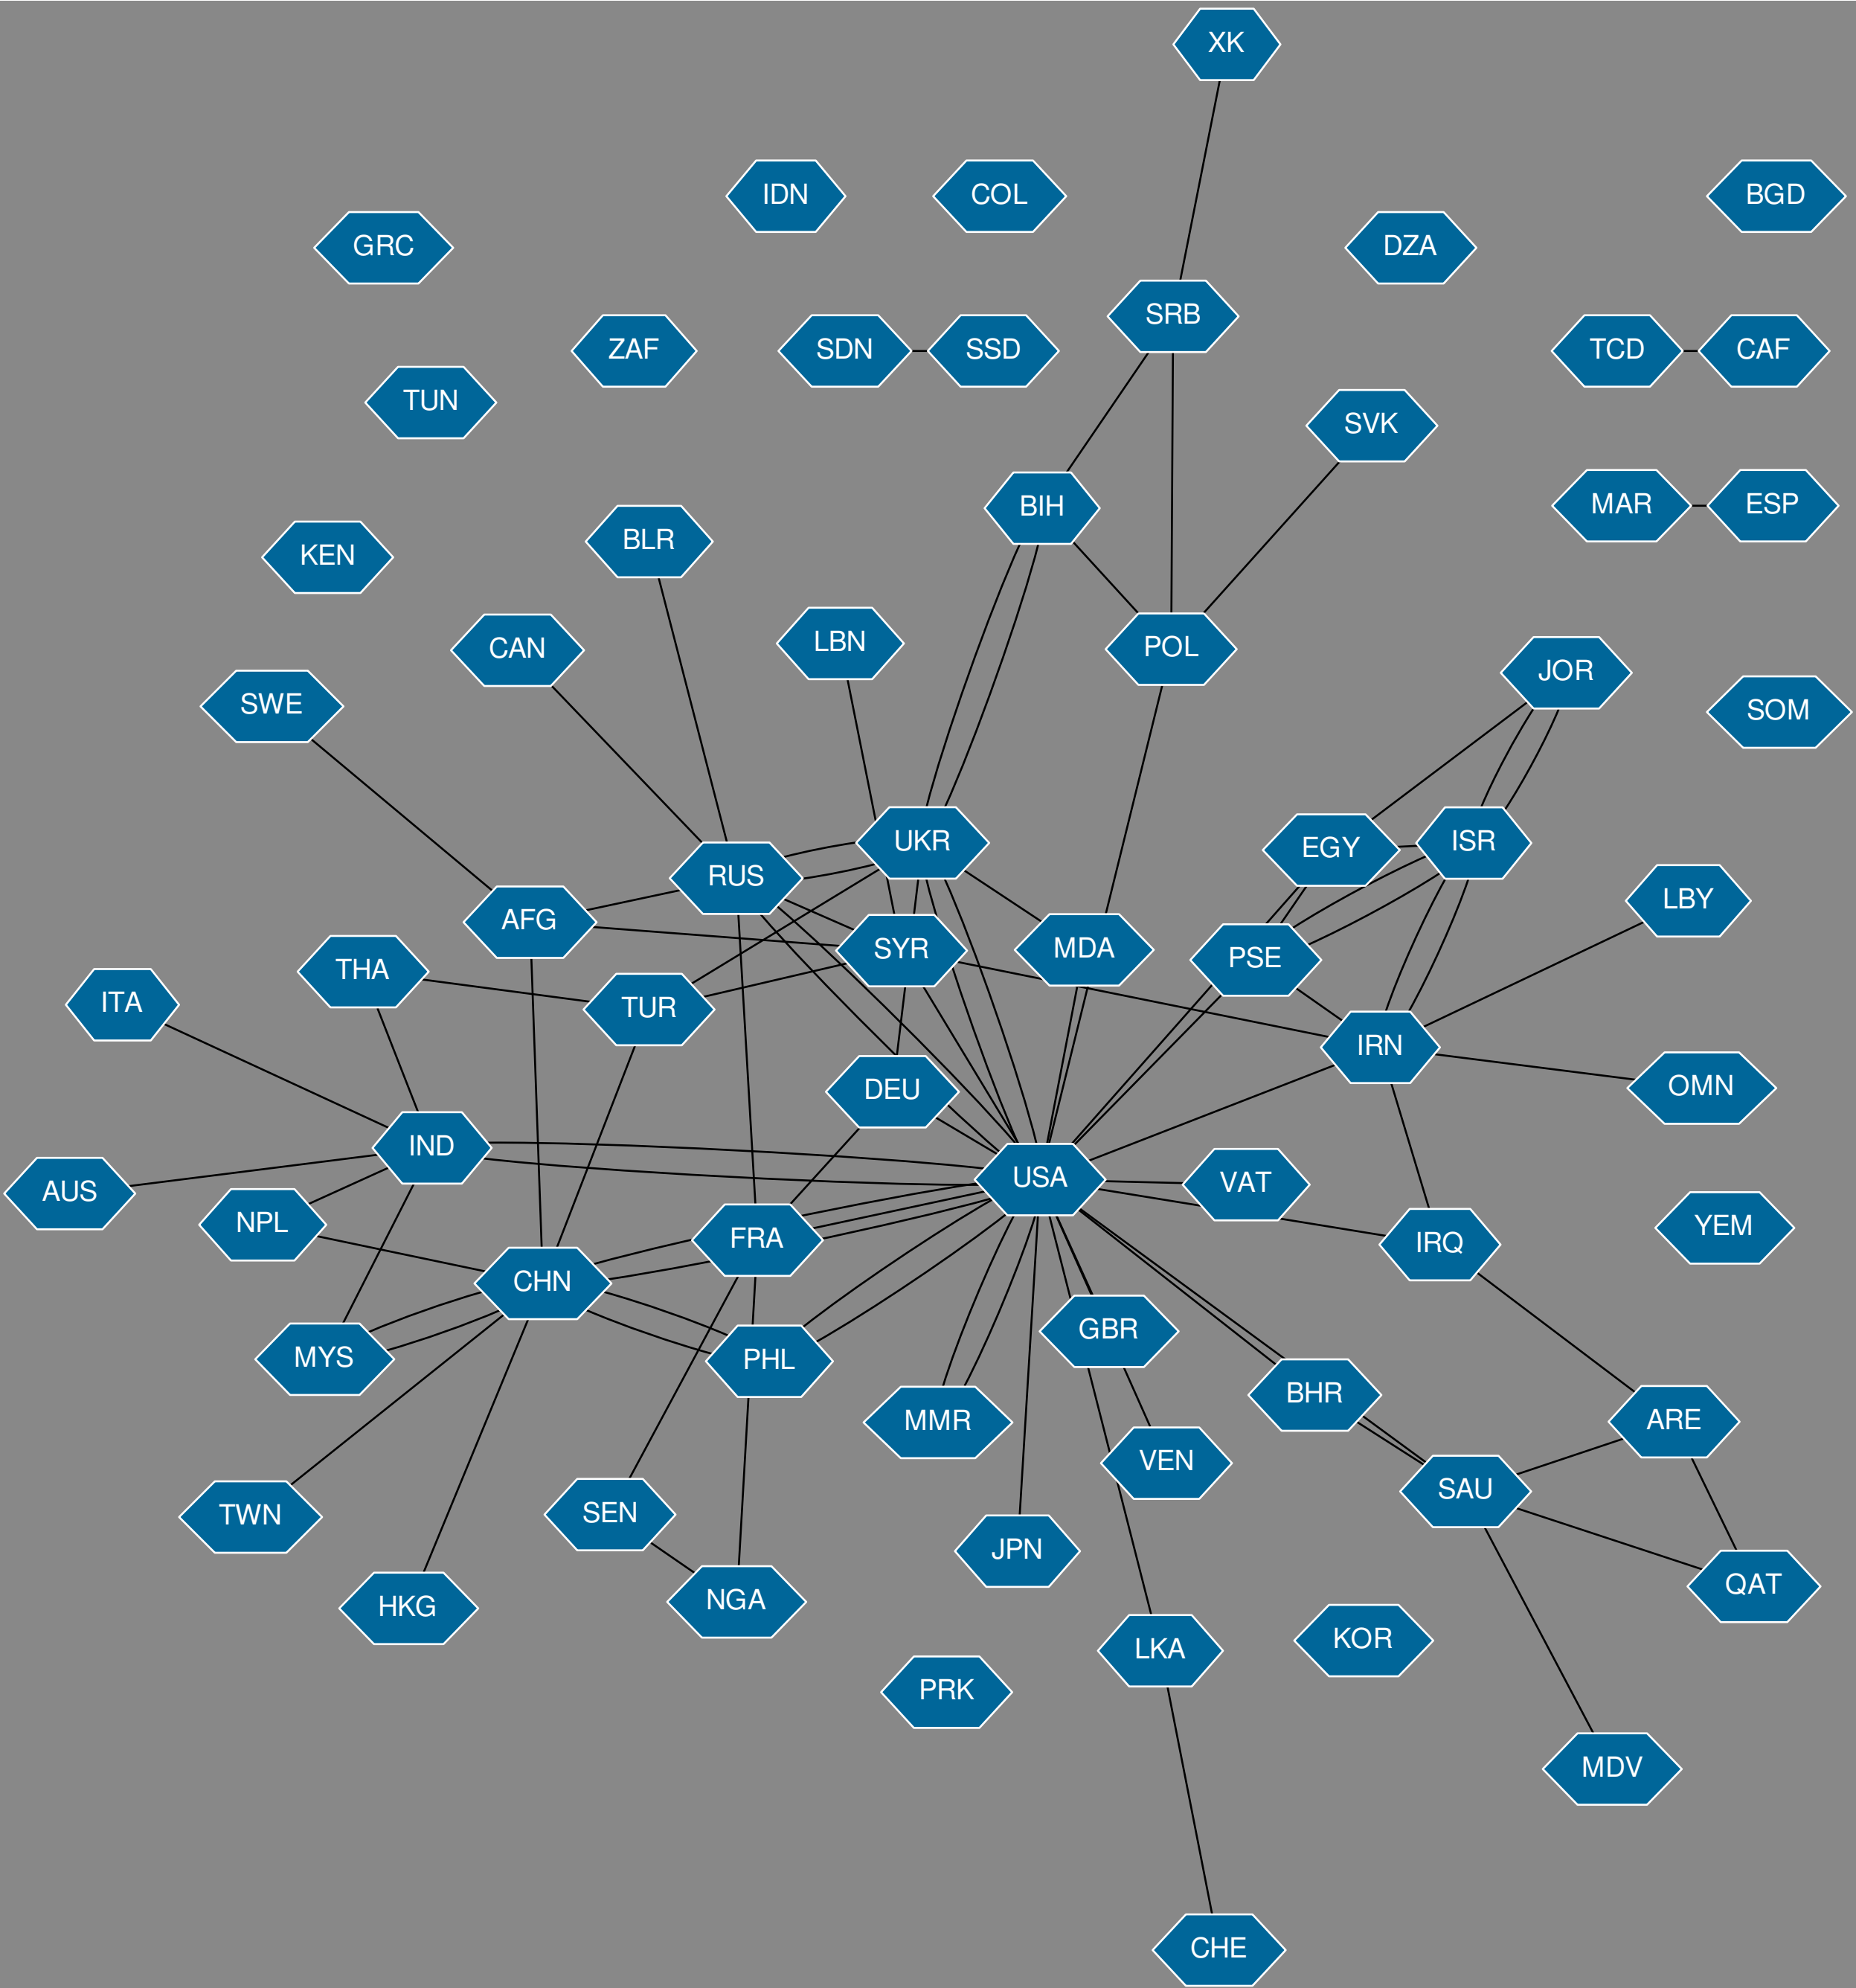 XK
IDN
COL
BGD
GRC
DZA
SRB
ZAF
SDN
SSD
TCD
CAF
TUN
SVK
BIH
MAR
ESP
BLR
KEN
LBN
CAN
POL
JOR
SWE
SOM
UKR
EGY
ISR
RUS
LBY
AFG
SYR
MDA
PSE
THA
ITA
TUR
IRN
DEU
OMN
IND
USA
VAT
AUS
NPL
YEM
FRA
IRQ
CHN
GBR
MYS
PHL
BHR
MMR
ARE
VEN
SAU
SEN
TWN
JPN
QAT
NGA
HKG
KOR
LKA
PRK
MDV
CHE